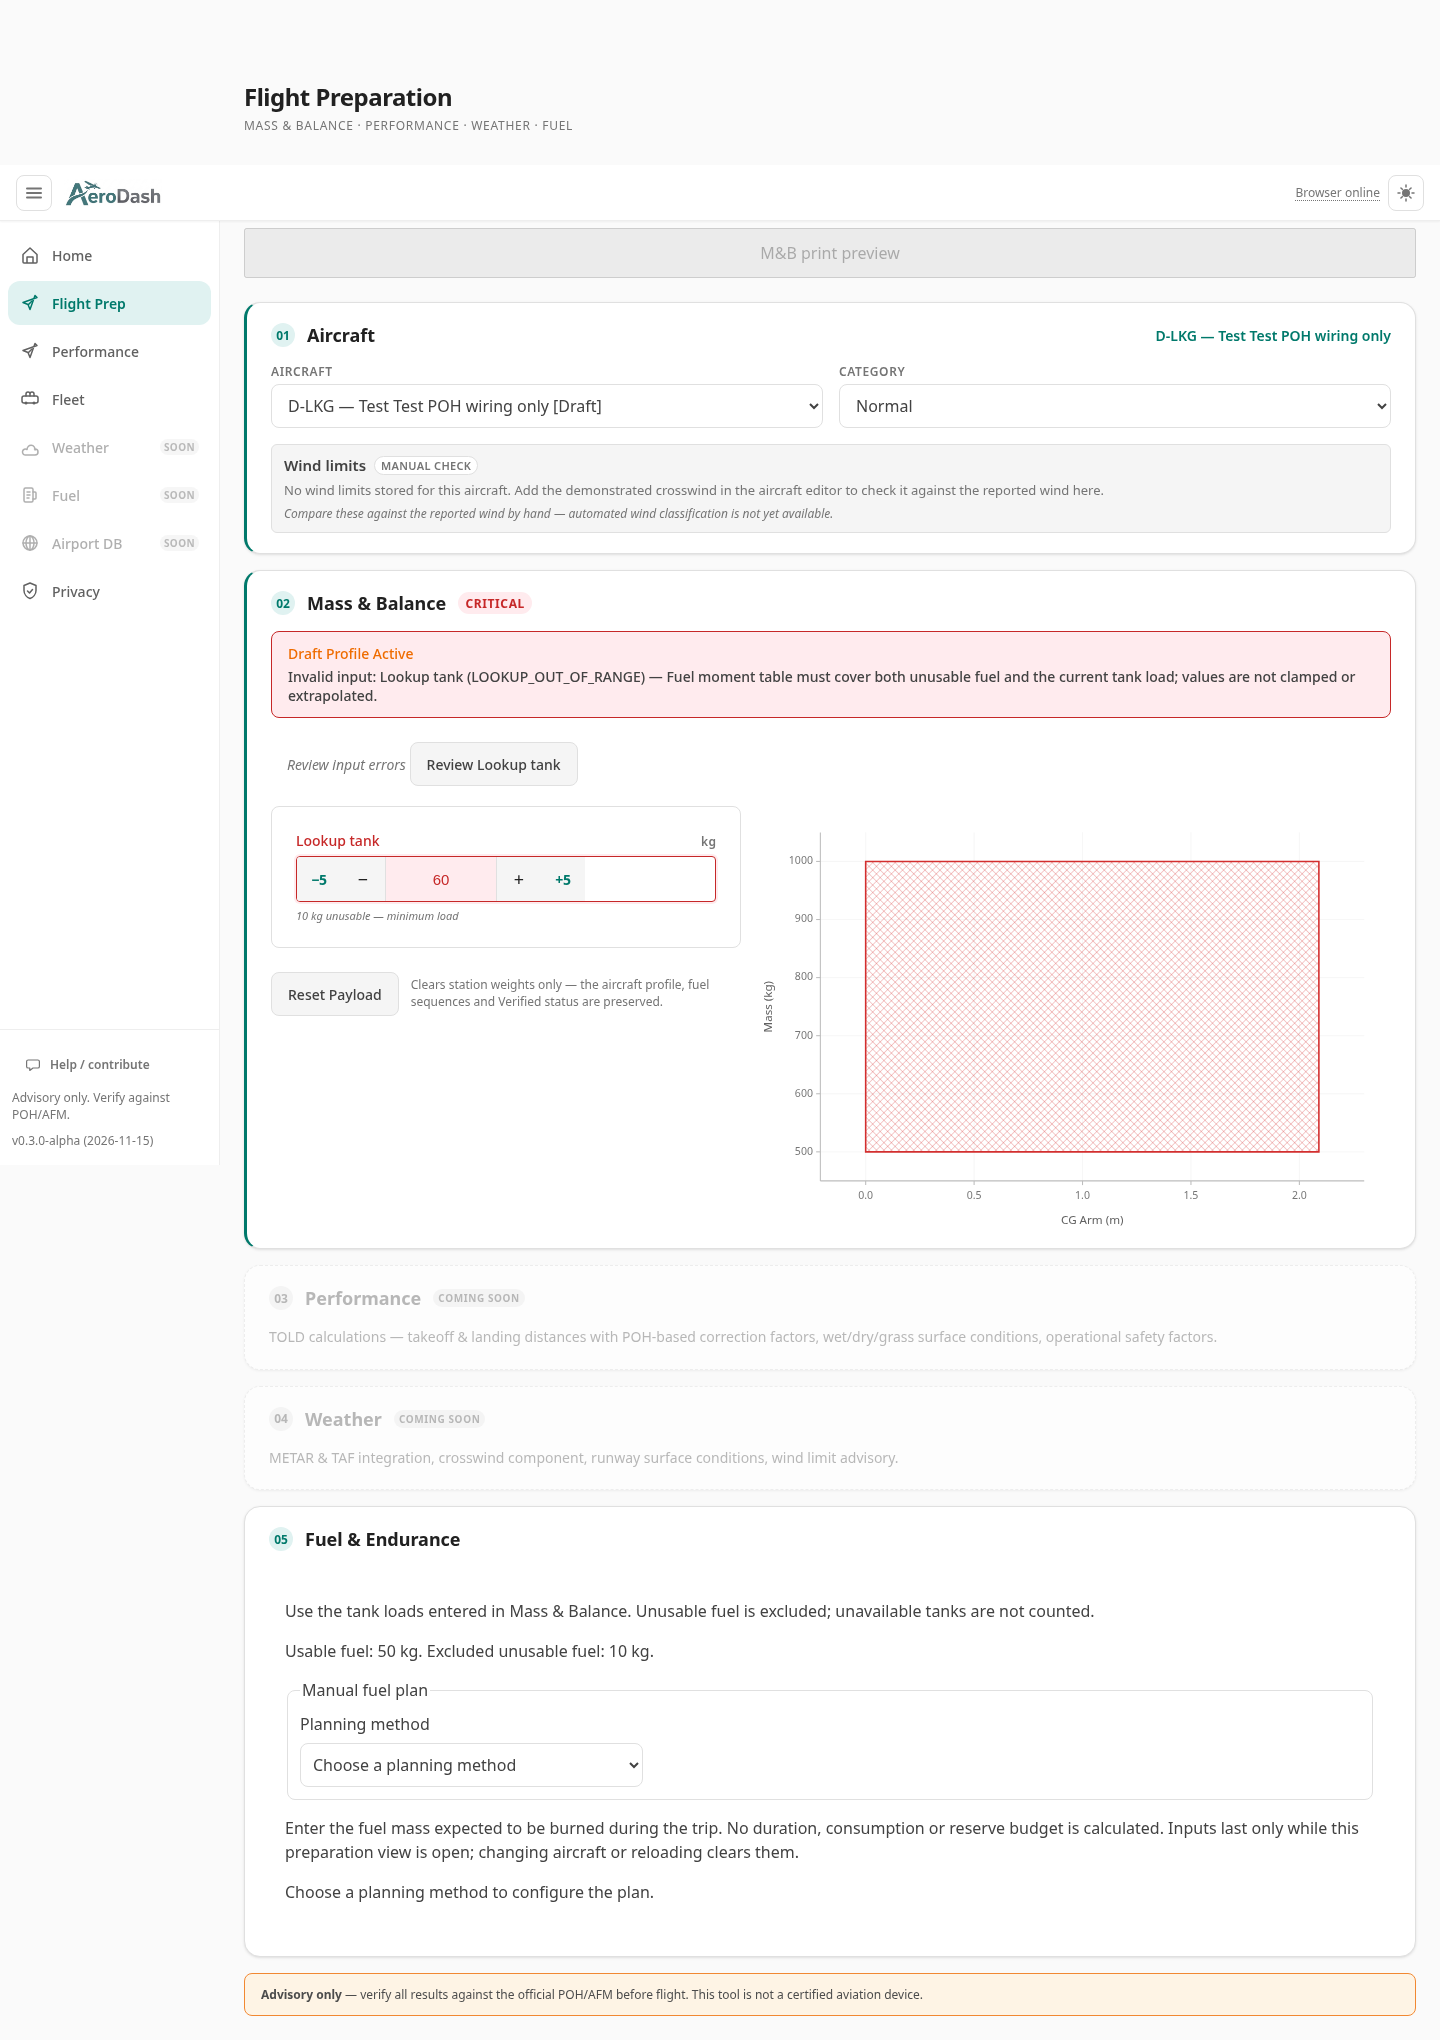 Flight Preparation
MASS & BALANCE · PERFORMANCE · WEATHER · FUEL
AeroDash
Browser online
Home
Flight Prep
Performance
Fleet
Weather SOON
Fuel SOON
Airport DB SOON
Privacy
Help / contribute
Advisory only. Verify against
POH/AFM.
v0.3.0-alpha (2026-11-15)
M&B print preview
01 Aircraft
D-LKG — Test Test POH wiring only
AIRCRAFT
CATEGORY
D-LKG — Test Test POH wiring only [Draft]
Normal
Wind limits MANUAL CHECK
No wind limits stored for this aircraft. Add the demonstrated crosswind in the aircraft editor to check it against the reported wind here.
Compare these against the reported wind by hand — automated wind classification is not yet available.
02 Mass & Balance CRITICAL
Draft Profile Active
Invalid input: Lookup tank (LOOKUP_OUT_OF_RANGE) — Fuel moment table must cover both unusable fuel and the current tank load; values are not clamped or
extrapolated.
Review input errors Review Lookup tank
Lookup tank kg
−5 − 60 + +5
10 kg unusable — minimum load
Reset Payload
Clears station weights only — the aircraft profile, fuel
sequences and Verified status are preserved.
Mass (kg)
1000
900
800
700
600
500
0.0 0.5 1.0 1.5 2.0
CG Arm (m)
03 Performance COMING SOON
TOLD calculations — takeoff & landing distances with POH-based correction factors, wet/dry/grass surface conditions, operational safety factors.
04 Weather COMING SOON
METAR & TAF integration, crosswind component, runway surface conditions, wind limit advisory.
05 Fuel & Endurance
Use the tank loads entered in Mass & Balance. Unusable fuel is excluded; unavailable tanks are not counted.
Usable fuel: 50 kg. Excluded unusable fuel: 10 kg.
Manual fuel plan
Planning method
Choose a planning method
Enter the fuel mass expected to be burned during the trip. No duration, consumption or reserve budget is calculated. Inputs last only while this
preparation view is open; changing aircraft or reloading clears them.
Choose a planning method to configure the plan.
Advisory only — verify all results against the official POH/AFM before flight. This tool is not a certified aviation device.